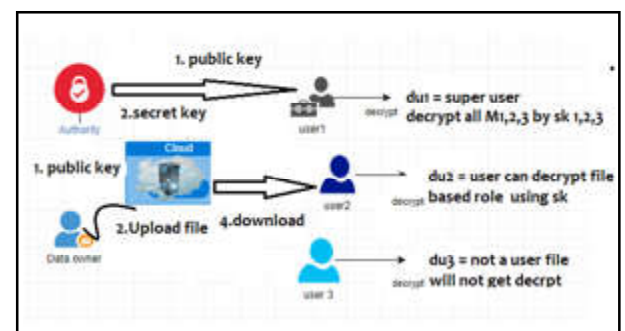 1. public key
2.secret key
Authority
user1
decrypt
du1 = super user
decrypt all M1,2,3 by sk 1,2,3
Cloud
1. public key
2.Upload file
4.download
Data owner
user2
decrypt
du2 = user can decrypt file
based role using sk
user 3
decrypt
du3 = not a user file
will not get decrpt